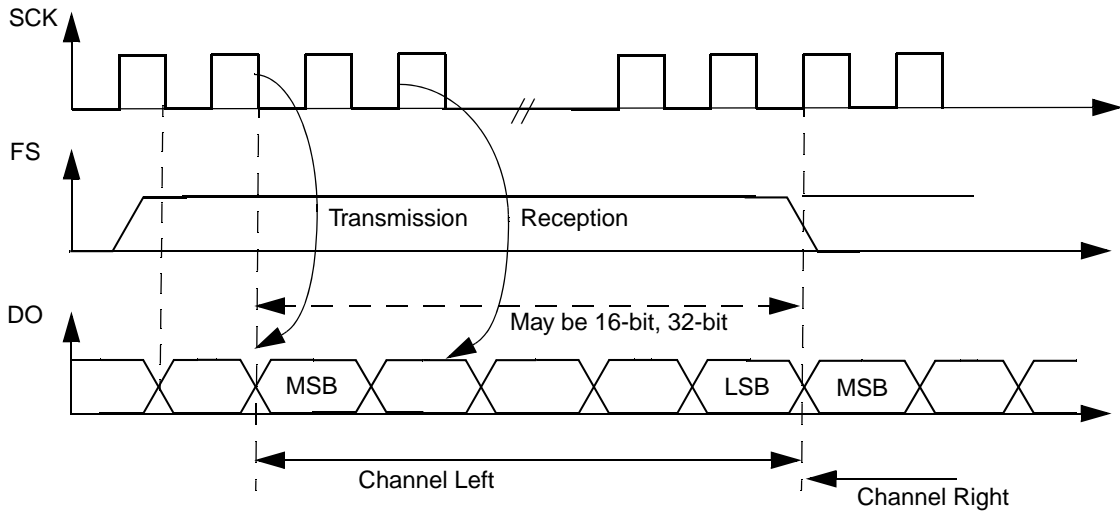 SCK
FS
Transmission
Reception
May be 16-bit, 32-bit
DO
MSB
LSB
MSB
Channel Left
Channel Right